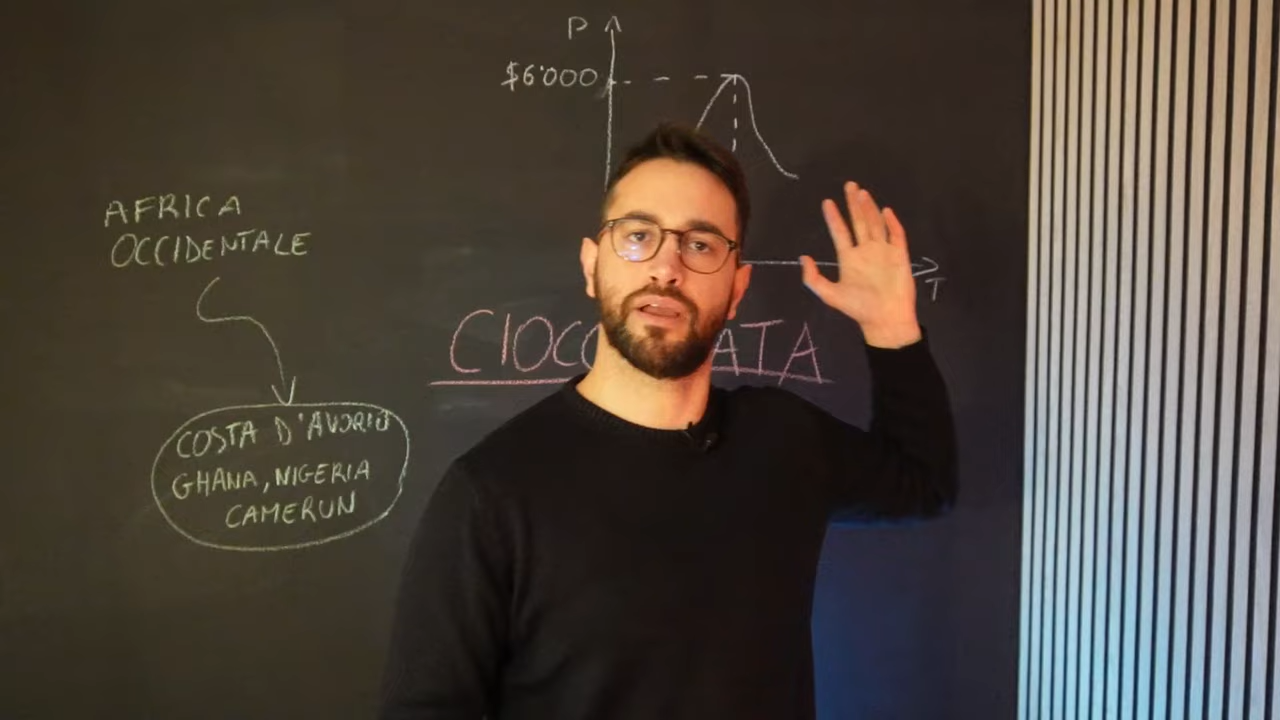 P
$6'000
T
AFRICA
OCCIDENTALE
COSTA D'AVORIO
GHANA, NIGERIA
CAMERUN